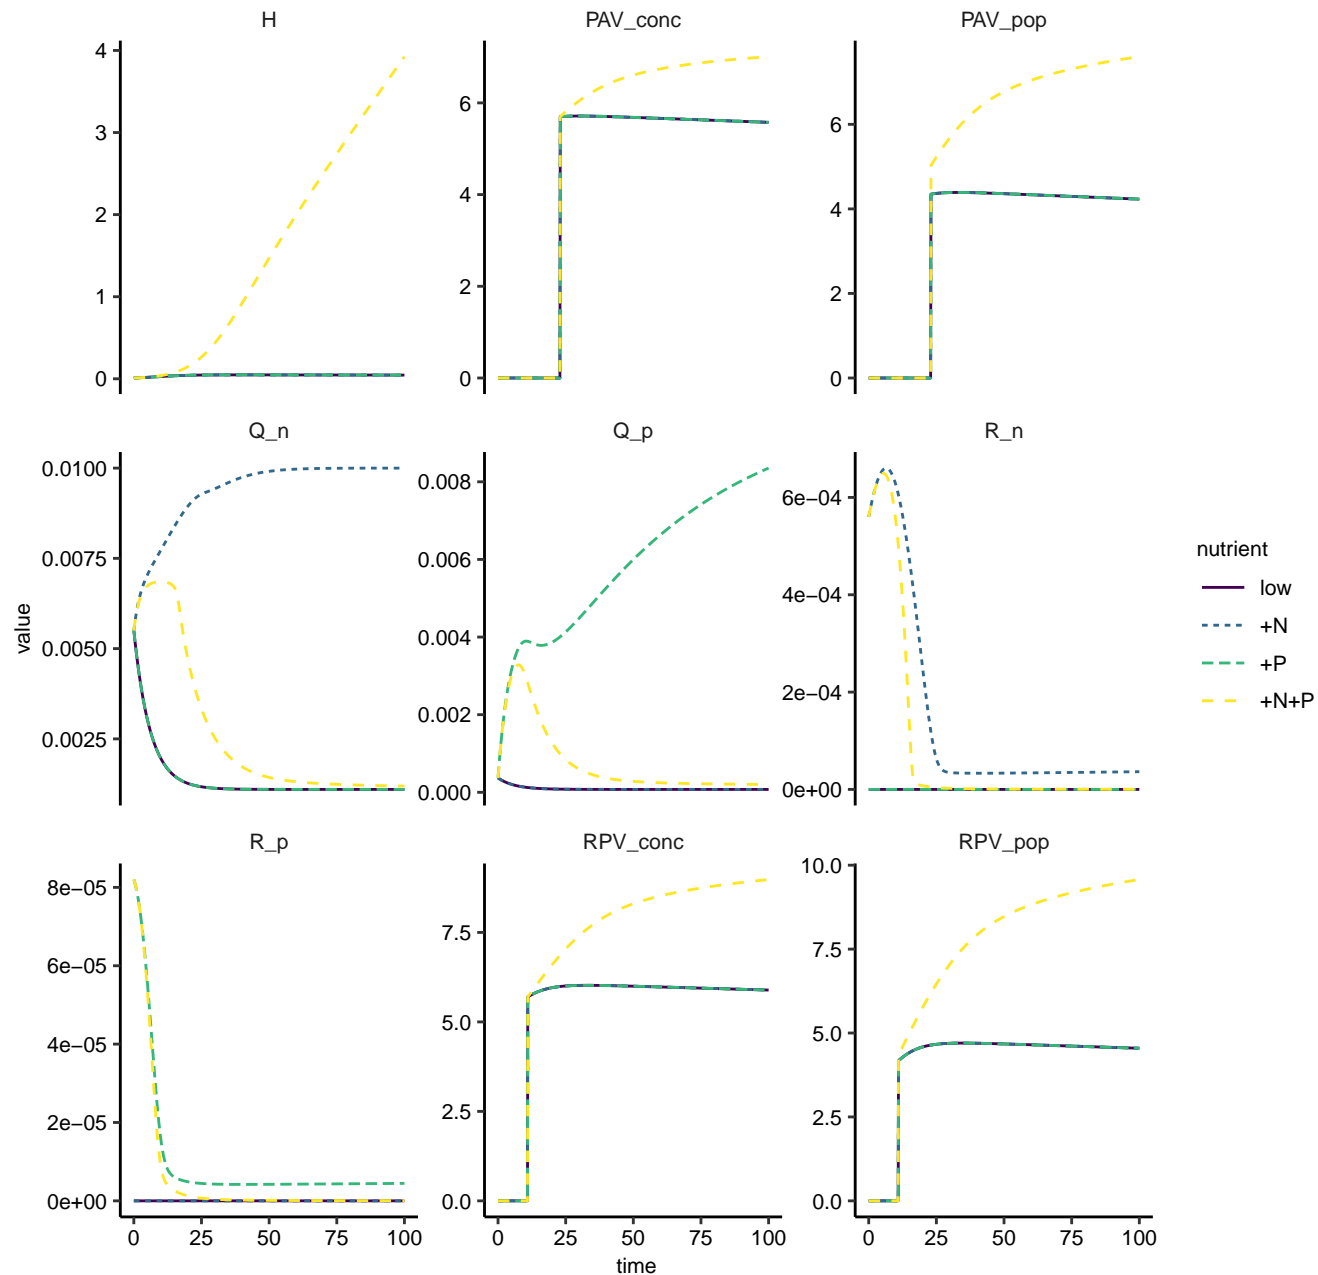 H
PAV_conc
PAV_pop
4
3
2
1
0
6
4
2
0
6
4
2
0
Q_n
Q_p
R_n
0.0100
0.0075
0.0050
0.0025
0.008
0.006
0.004
0.002
0.000
6e−04
4e−04
2e−04
0e+00
R_p
RPV_conc
RPV_pop
8e−05
6e−05
4e−05
2e−05
0e+00
7.5
5.0
2.5
0.0
10.0
7.5
5.0
2.5
0.0
0 25 50 75 100
0 25 50 75 100
0 25 50 75 100
time
value
nutrient
low
+N
+P
+N+P